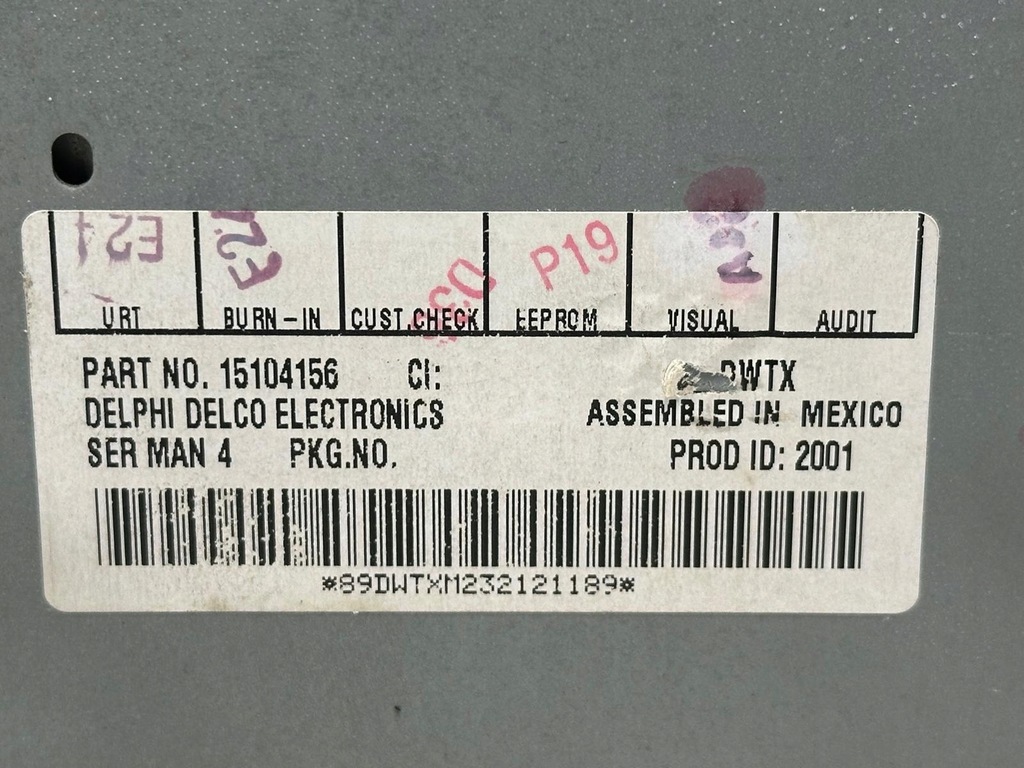 E21
P19
URT BURN-IN CUST.CHECK EEPROM VISUAL AUDIT
PART NO. 15104156 CI: DWTX
DELPHI DELCO ELECTRONICS ASSEMBLED IN MEXICO
SER MAN 4 PKG.NO. PROD ID: 2001
*89DWTXM232121189*